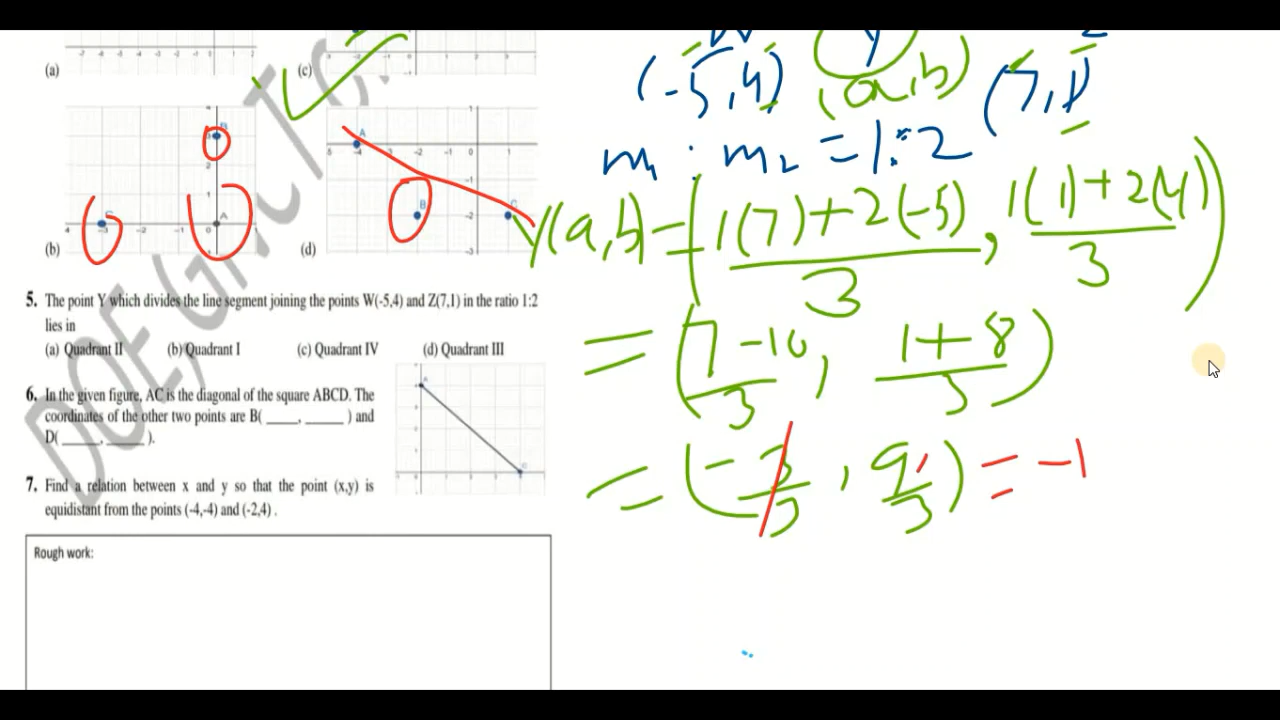 (a)
(c)
(b)
(d)
5. The point Y which divides the line segment joining the points W(-5,4) and Z(7,1) in the ratio 1:2
lies in
(a) Quadrant II (b) Quadrant I (c) Quadrant IV (d) Quadrant III
6. In the given figure, AC is the diagonal of the square ABCD. The
coordinates of the other two points are B( ____, ______ ) and
D( ______, ______ ).
7. Find a relation between x and y so that the point (x,y) is
equidistant from the points (-4,-4) and (-2,4) .
Rough work:
DOE, GNCT
(-5,4) (a,b) (7,1)
m1 : m2 = 1:2
Y(a,b) = (1(7)+2(-5)/3, 1(1)+2(4)/3)
= (7-10/3, 1+8/3)
= (-3/3, 9/3) = -1